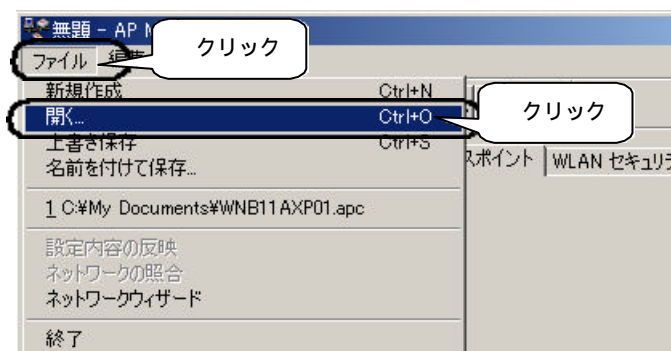 無題 - AP
クリック
ファイル
新規作成 Ctrl+N
開く... Ctrl+O
クリック
上書き保存 Ctrl+S
名前を付けて保存...
スポイント WLAN セキュリテ
1 C:¥My Documents¥WNB11AXP01.apc
設定内容の反映
ネットワークの照合
ネットワークウィザード
終了